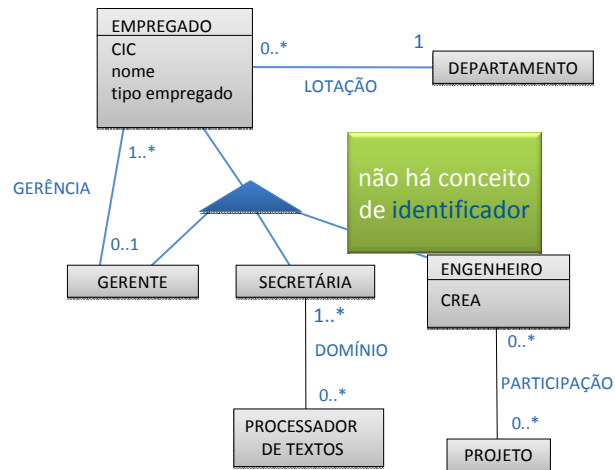 EMPREGADO
CIC
nome
tipo empregado
0..*
1
LOTAÇÃO
DEPARTAMENTO
1..*
GERÊNCIA
0..1
não há conceito
de identificador
GERENTE
SECRETÁRIA
ENGENHEIRO
CREA
1..*
DOMÍNIO
0..*
0..*
PARTICIPAÇÃO
0..*
PROCESSADOR
DE TEXTOS
PROJETO